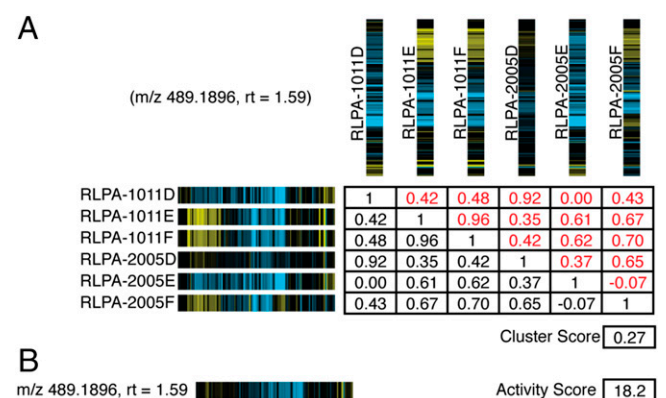 A
(m/z 489.1896, rt = 1.59)
RLPA-1011D RLPA-1011E RLPA-1011F RLPA-2005D RLPA-2005E RLPA-2005F
RLPA-1011D 1 0.42 0.48 0.92 0.00 0.43
RLPA-1011E 0.42 1 0.96 0.35 0.61 0.67
RLPA-1011F 0.48 0.96 1 0.42 0.62 0.70
RLPA-2005D 0.92 0.35 0.42 1 0.37 0.65
RLPA-2005E 0.00 0.61 0.62 0.37 1 -0.07
RLPA-2005F 0.43 0.67 0.70 0.65 -0.07 1
Cluster Score 0.27
B
m/z 489.1896, rt = 1.59 Activity Score 18.2